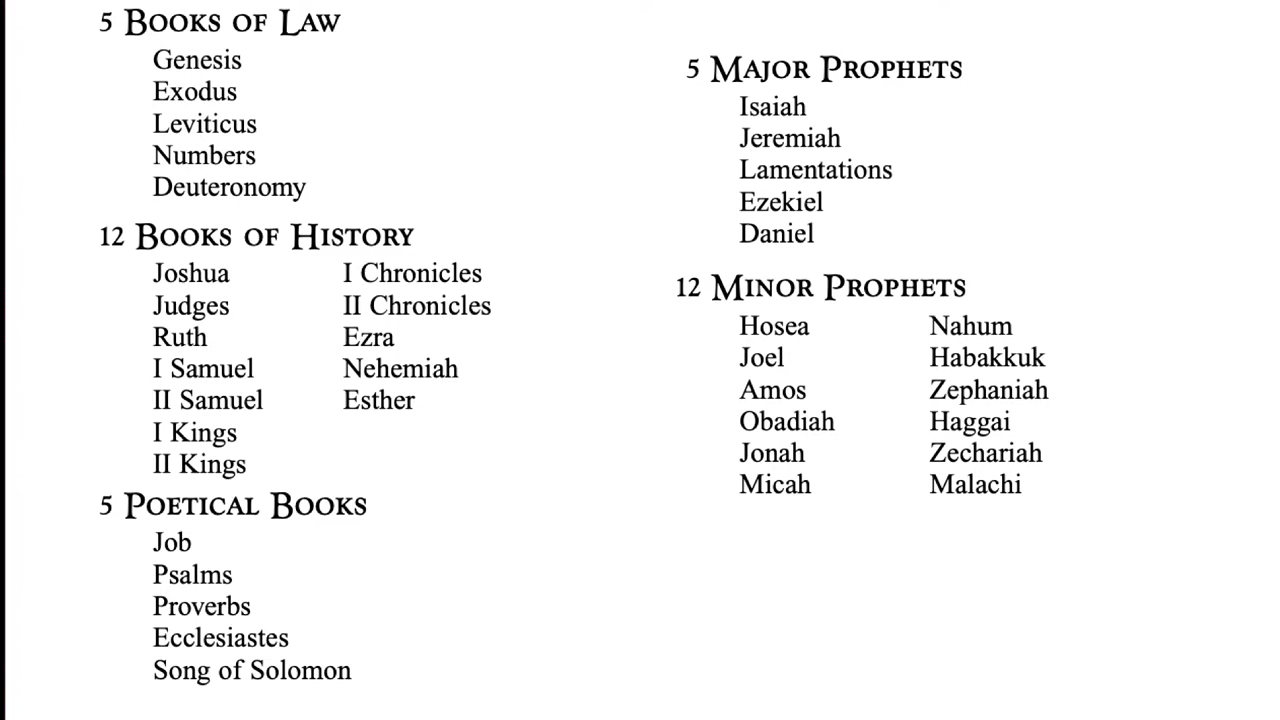 5 Books of Law
Genesis
Exodus
Leviticus
Numbers
Deuteronomy
12 Books of History
Joshua
Judges
Ruth
I Samuel
II Samuel
I Kings
II Kings
I Chronicles
II Chronicles
Ezra
Nehemiah
Esther
5 Poetical Books
Job
Psalms
Proverbs
Ecclesiastes
Song of Solomon
5 Major Prophets
Isaiah
Jeremiah
Lamentations
Ezekiel
Daniel
12 Minor Prophets
Hosea
Joel
Amos
Obadiah
Jonah
Micah
Nahum
Habakkuk
Zephaniah
Haggai
Zechariah
Malachi